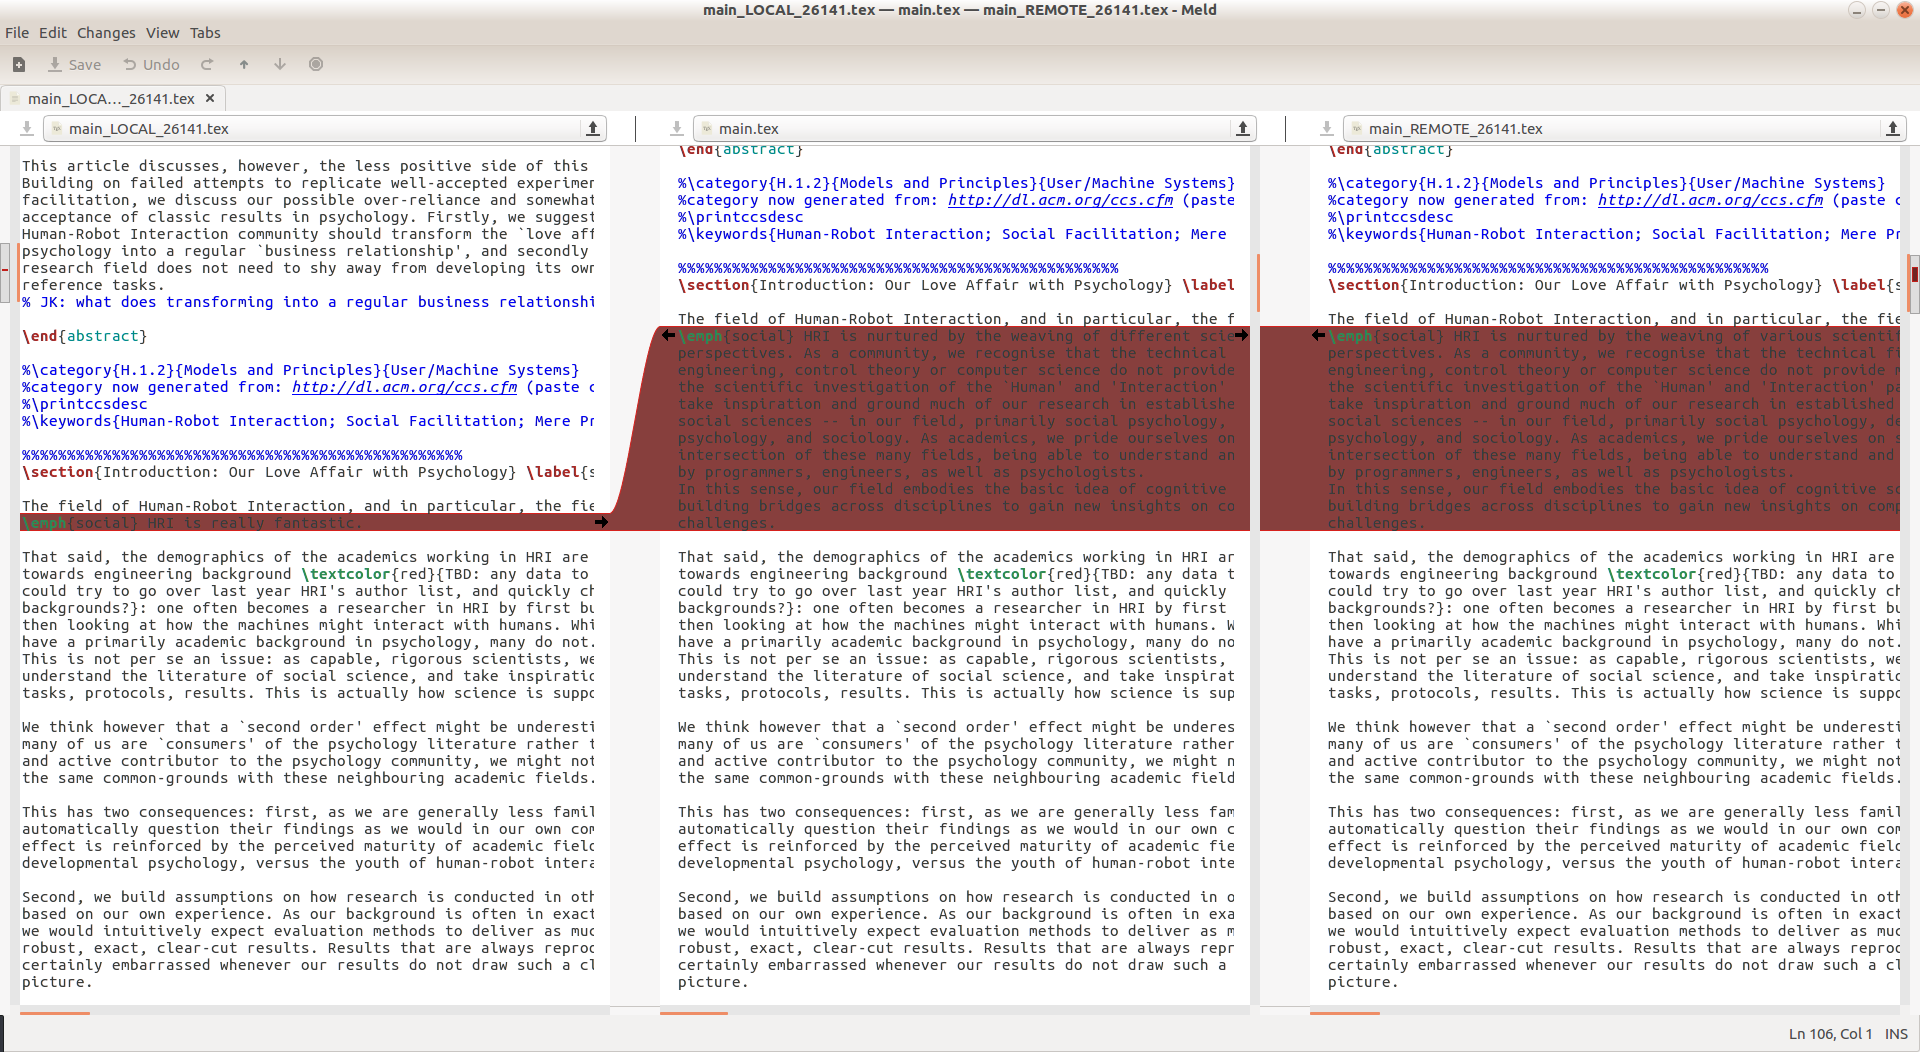 main_LOCAL_26141.tex — main.tex — main_REMOTE_26141.tex - Meld
File Edit Changes View Tabs
Save Undo
main_LOCA..._26141.tex
main_LOCAL_26141.tex
This article discusses, however, the less positive side of this
Building on failed attempts to replicate well-accepted experimen
facilitation, we discuss our possible over-reliance and somewhat
acceptance of classic results in psychology. Firstly, we suggest
Human-Robot Interaction community should transform the `love aff
psychology into a regular `business relationship', and secondly
research field does not need to shy away from developing its own
reference tasks.
% JK: what does transforming into a regular business relationshi
\end{abstract}
%\category{H.1.2}{Models and Principles}{User/Machine Systems}
%category now generated from: http://dl.acm.org/ccs.cfm (paste c
%\printccsdesc
%\keywords{Human-Robot Interaction; Social Facilitation; Mere Pr
%%%%%%%%%%%%%%%%%%%%%%%%%%%%%%%%%%%%%%%%%%%%%%%%%
\section{Introduction: Our Love Affair with Psychology} \label{s
The field of Human-Robot Interaction, and in particular, the fie
\emph{social} HRI is really fantastic.
That said, the demographics of the academics working in HRI are
towards engineering background \textcolor{red}{TBD: any data to
could try to go over last year HRI's author list, and quickly ch
backgrounds?}: one often becomes a researcher in HRI by first bu
then looking at how the machines might interact with humans. Whi
have a primarily academic background in psychology, many do not.
This is not per se an issue: as capable, rigorous scientists, we
understand the literature of social science, and take inspiratio
tasks, protocols, results. This is actually how science is suppo
We think however that a `second order' effect might be underesti
many of us are `consumers' of the psychology literature rather t
and active contributor to the psychology community, we might not
the same common-grounds with these neighbouring academic fields.
This has two consequences: first, as we are generally less famil
automatically question their findings as we would in our own com
effect is reinforced by the perceived maturity of academic field
developmental psychology, versus the youth of human-robot intera
Second, we build assumptions on how research is conducted in oth
based on our own experience. As our background is often in exact
we would intuitively expect evaluation methods to deliver as muc
robust, exact, clear-cut results. Results that are always reproc
certainly embarrassed whenever our results do not draw such a cl
picture.
main.tex
\end{abstract}
%\category{H.1.2}{Models and Principles}{User/Machine Systems}
%category now generated from: http://dl.acm.org/ccs.cfm (paste
%\printccsdesc
%\keywords{Human-Robot Interaction; Social Facilitation; Mere
%%%%%%%%%%%%%%%%%%%%%%%%%%%%%%%%%%%%%%%%%%%%%%%%%
\section{Introduction: Our Love Affair with Psychology} \label
The field of Human-Robot Interaction, and in particular, the f
\emph{social} HRI is nurtured by the weaving of different scie
perspectives. As a community, we recognise that the technical
engineering, control theory or computer science do not provide
the scientific investigation of the `Human' and 'Interaction'
take inspiration and ground much of our research in establishe
social sciences -- in our field, primarily social psychology,
psychology, and sociology. As academics, we pride ourselves on
intersection of these many fields, being able to understand an
by programmers, engineers, as well as psychologists.
In this sense, our field embodies the basic idea of cognitive
building bridges across disciplines to gain new insights on co
challenges.
That said, the demographics of the academics working in HRI ar
towards engineering background \textcolor{red}{TBD: any data t
could try to go over last year HRI's author list, and quickly
backgrounds?}: one often becomes a researcher in HRI by first
then looking at how the machines might interact with humans. W
have a primarily academic background in psychology, many do no
This is not per se an issue: as capable, rigorous scientists,
understand the literature of social science, and take inspirat
tasks, protocols, results. This is actually how science is sup
We think however that a `second order' effect might be underes
many of us are `consumers' of the psychology literature rather
and active contributor to the psychology community, we might n
the same common-grounds with these neighbouring academic field
This has two consequences: first, as we are generally less fam
automatically question their findings as we would in our own c
effect is reinforced by the perceived maturity of academic fie
developmental psychology, versus the youth of human-robot inte
Second, we build assumptions on how research is conducted in o
based on our own experience. As our background is often in exa
we would intuitively expect evaluation methods to deliver as m
robust, exact, clear-cut results. Results that are always repr
certainly embarrassed whenever our results do not draw such a
picture.
main_REMOTE_26141.tex
\end{abstract}
%\category{H.1.2}{Models and Principles}{User/Machine Systems}
%category now generated from: http://dl.acm.org/ccs.cfm (paste c
%\printccsdesc
%\keywords{Human-Robot Interaction; Social Facilitation; Mere Pr
%%%%%%%%%%%%%%%%%%%%%%%%%%%%%%%%%%%%%%%%%%%%%%%%%
\section{Introduction: Our Love Affair with Psychology} \label{s
The field of Human-Robot Interaction, and in particular, the fie
\emph{social} HRI is nurtured by the weaving of various scientif
perspectives. As a community, we recognise that the technical fi
engineering, control theory or computer science do not provide m
the scientific investigation of the `Human' and 'Interaction' pa
take inspiration and ground much of our research in established
social sciences -- in our field, primarily social psychology, de
psychology, and sociology. As academics, we pride ourselves on s
intersection of these many fields, being able to understand and
by programmers, engineers, as well as psychologists.
In this sense, our field embodies the basic idea of cognitive sc
building bridges across disciplines to gain new insights on comp
challenges.
That said, the demographics of the academics working in HRI are
towards engineering background \textcolor{red}{TBD: any data to
could try to go over last year HRI's author list, and quickly ch
backgrounds?}: one often becomes a researcher in HRI by first bu
then looking at how the machines might interact with humans. Whi
have a primarily academic background in psychology, many do not.
This is not per se an issue: as capable, rigorous scientists, we
understand the literature of social science, and take inspiratio
tasks, protocols, results. This is actually how science is suppo
We think however that a `second order' effect might be underesti
many of us are `consumers' of the psychology literature rather t
and active contributor to the psychology community, we might not
the same common-grounds with these neighbouring academic fields.
This has two consequences: first, as we are generally less famil
automatically question their findings as we would in our own com
effect is reinforced by the perceived maturity of academic field
developmental psychology, versus the youth of human-robot intera
Second, we build assumptions on how research is conducted in oth
based on our own experience. As our background is often in exact
we would intuitively expect evaluation methods to deliver as muc
robust, exact, clear-cut results. Results that are always reproc
certainly embarrassed whenever our results do not draw such a cl
picture.
Ln 106, Col 1 INS